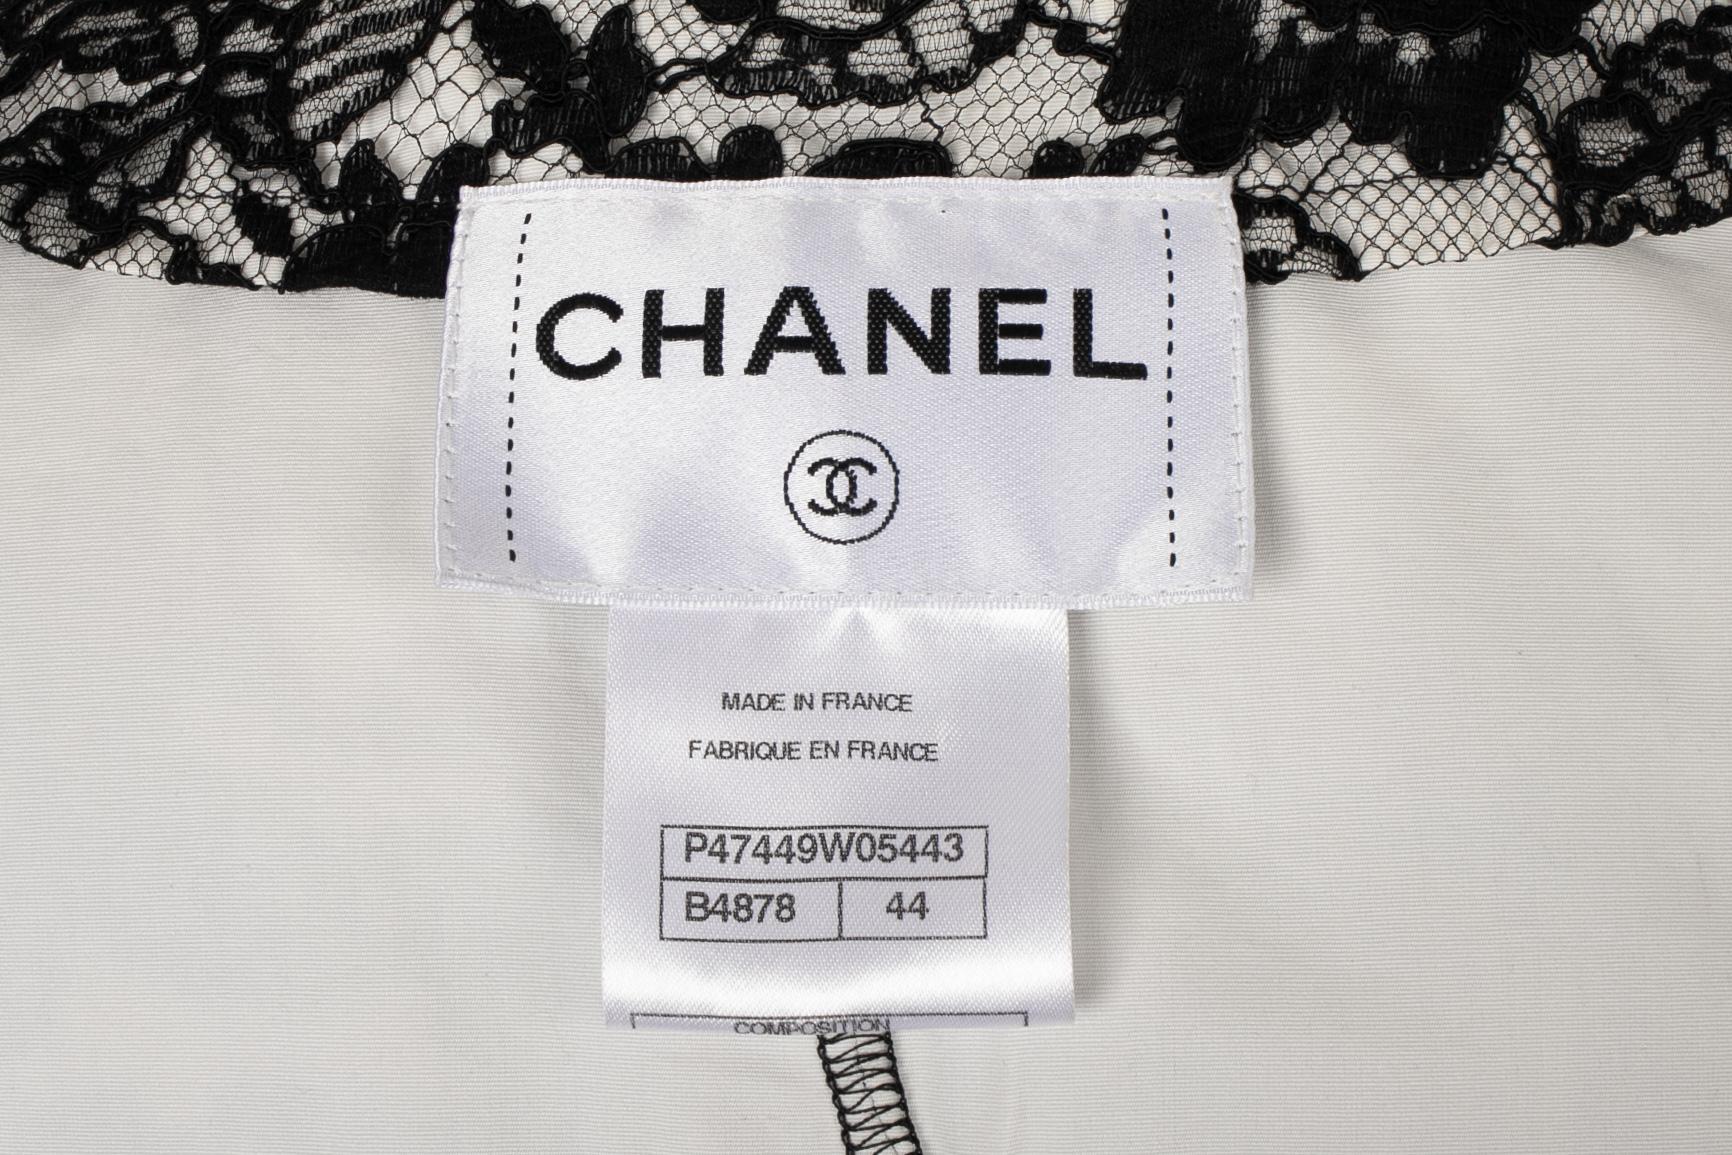 CHANEL
MADE IN FRANCE
FABRIQUE EN FRANCE
P47449W05443
B4878 44
COMPOSITION